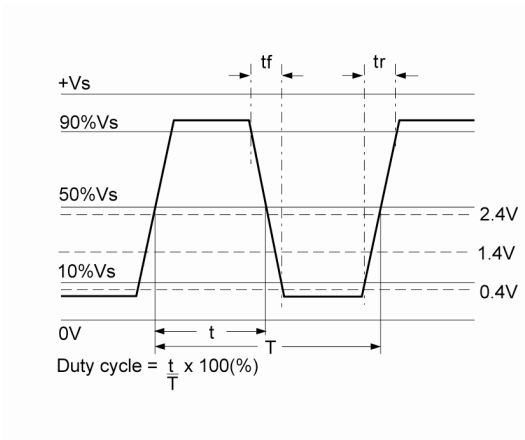 tf
tr
+Vs
90%Vs
50%Vs
2.4V
1.4V
10%Vs
0.4V
0V
t
T
Duty cycle = t/T x 100(%)